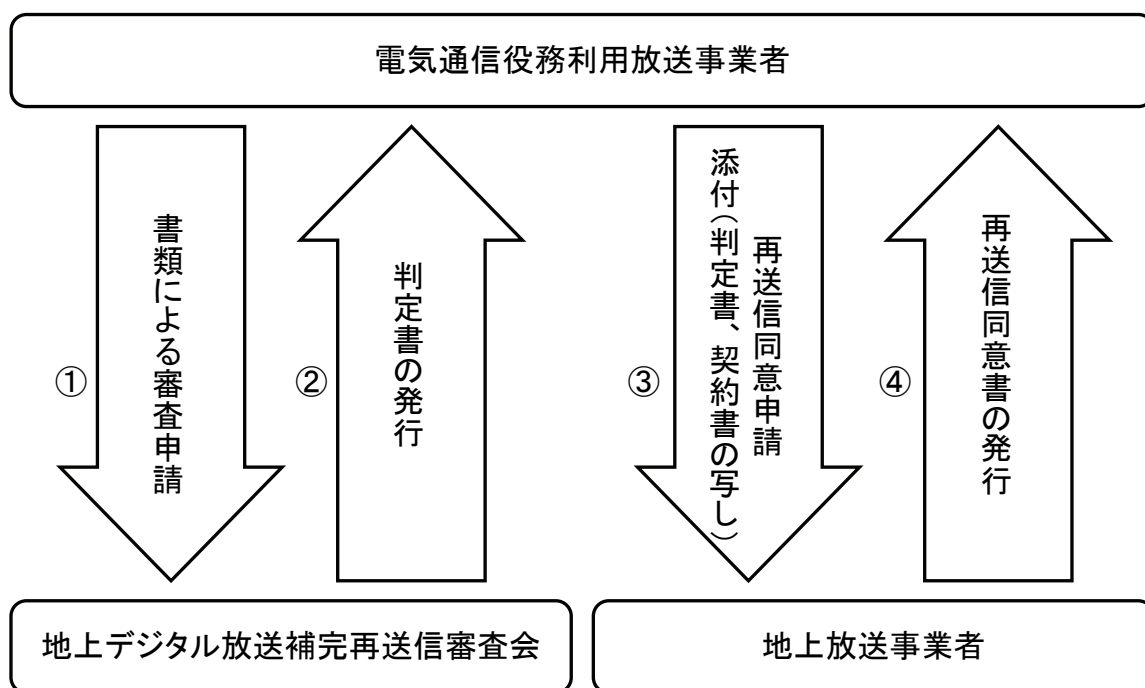 電気通信役務利用放送事業者
①
書類による審査申請
②
判定書の発行
③
再送信同意申請
添付(判定書、契約書の写し)
④
再送信同意書の発行
地上デジタル放送補完再送信審査会
地上放送事業者